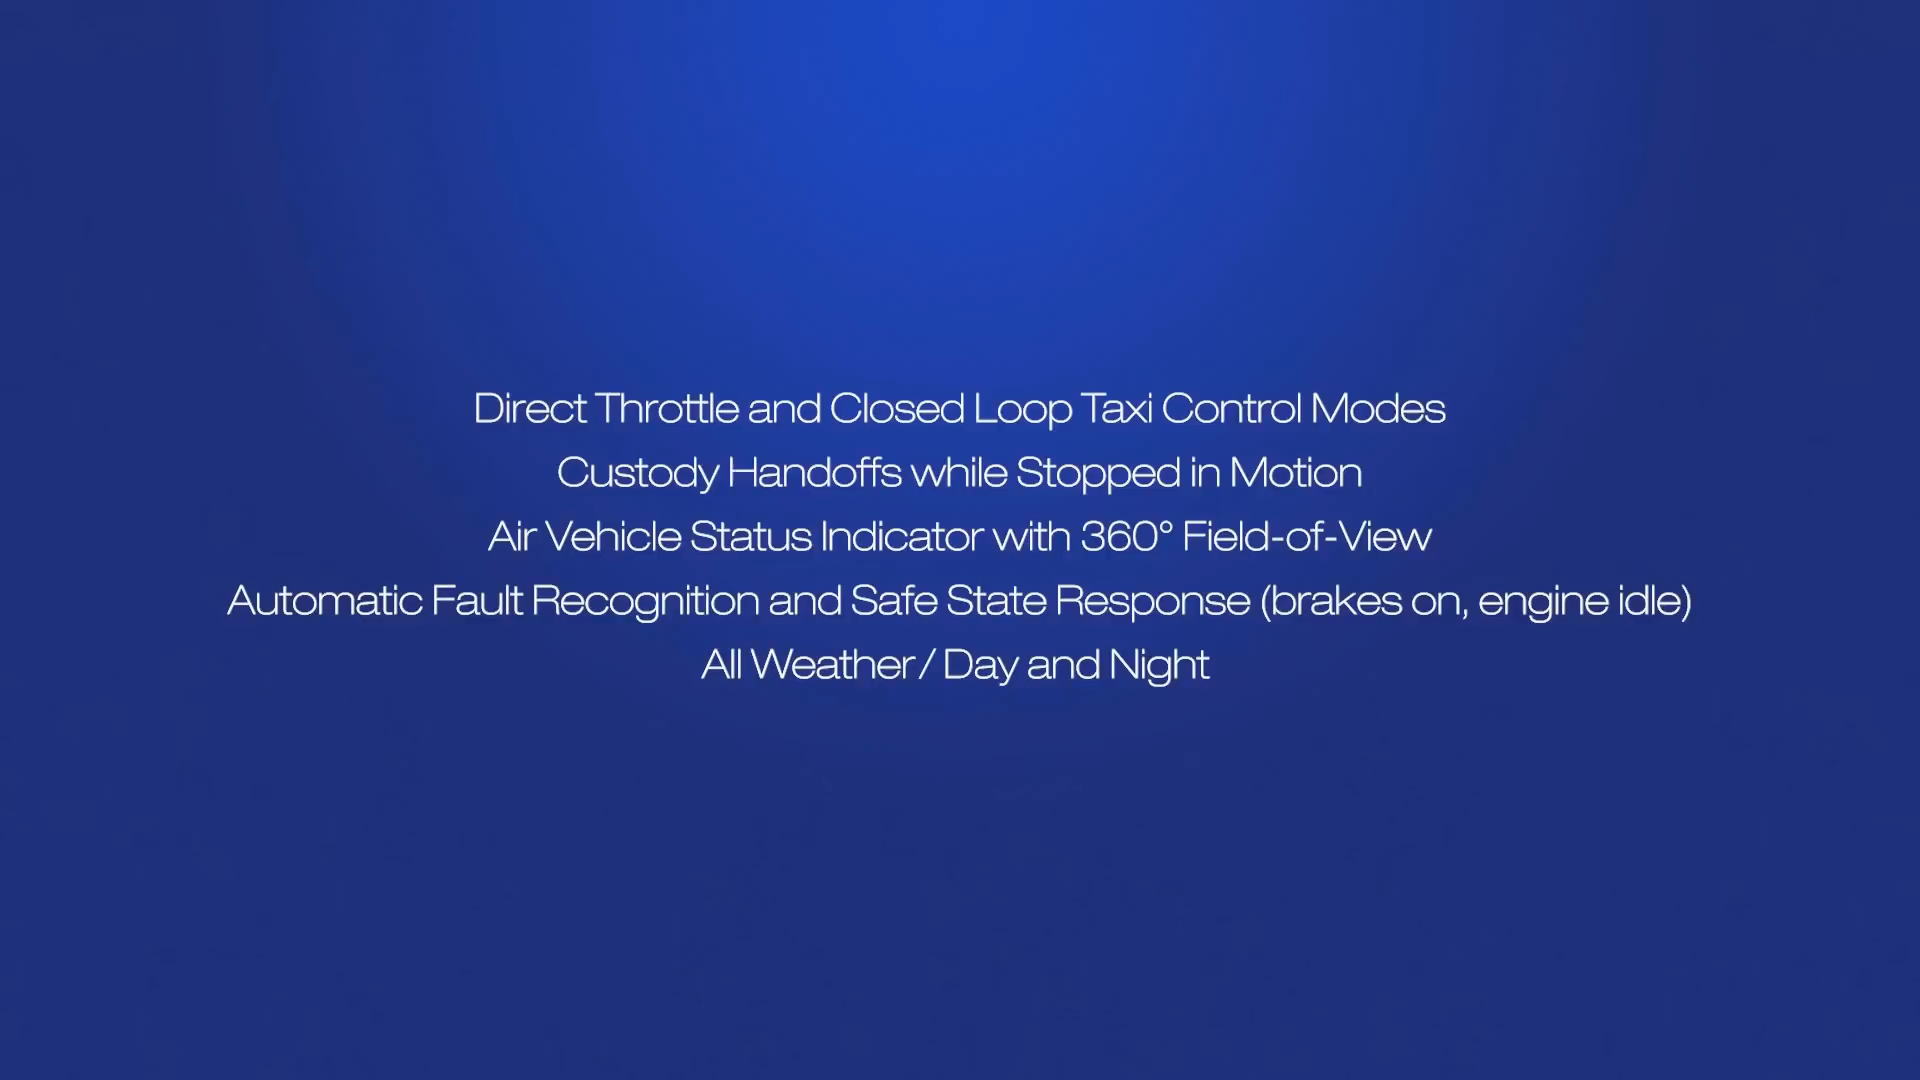 Direct Throttle and Closed Loop Taxi Control Modes
Custody Handoffs while Stopped in Motion
Air Vehicle Status Indicator with 360° Field-of-View
Automatic Fault Recognition and Safe State Response (brakes on, engine idle)
All Weather/ Day and Night